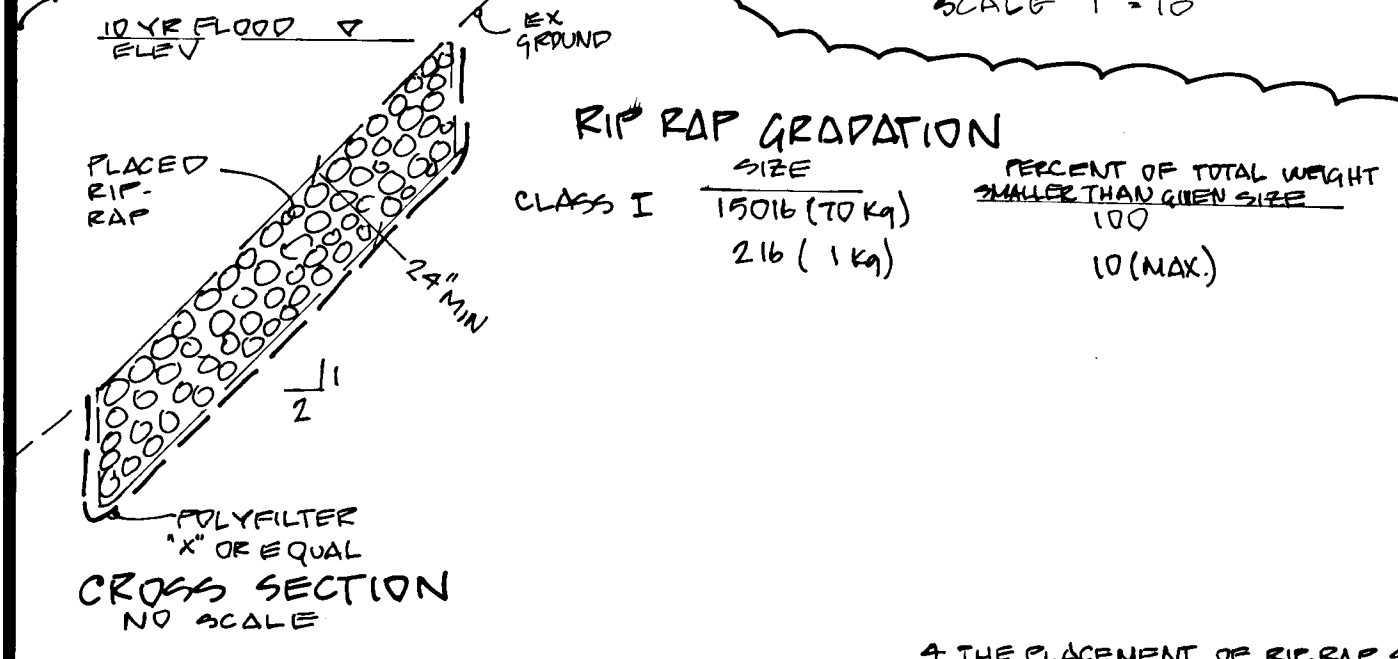 SCALE 1" = 10'
10 YR FLOOD
ELEV
EX
GROUND
RIP RAP GRADATION
SIZE
PERCENT OF TOTAL WEIGHT
SMALLER THAN GIVEN SIZE
CLASS I
150 lb (70 Kg)
100
2 lb ( 1 Kg)
10 (MAX.)
PLACED
RIP-
RAP
24"
MIN
1
2
POLYFILTER
"X" OR EQUAL
CROSS SECTION
NO SCALE
4 THE PLACEMENT OF RIP-RAP